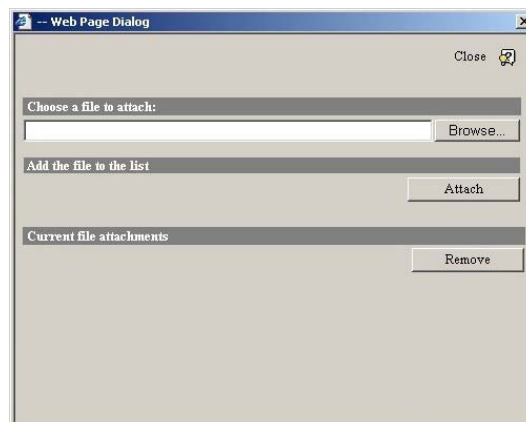 -- Web Page Dialog
Close
Choose a file to attach:
Browse...
Add the file to the list
Attach
Current file attachments
Remove